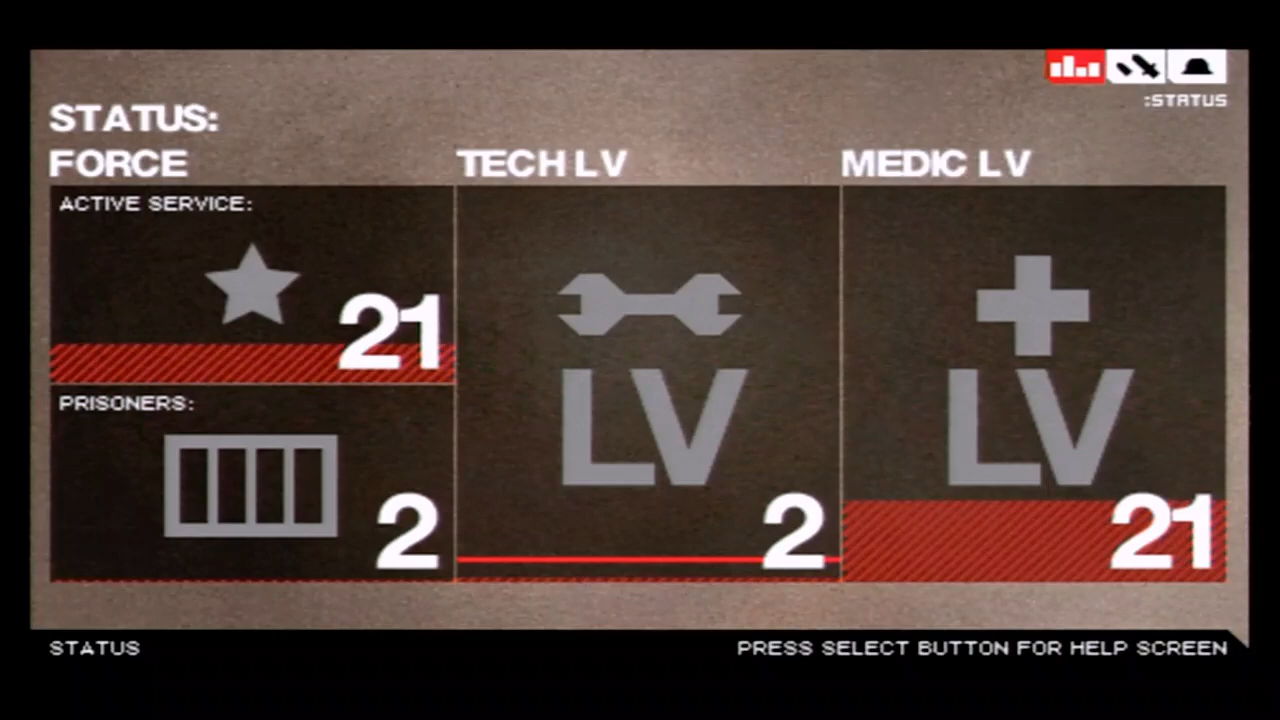 :STATUS
STATUS:
FORCE
TECH LV
MEDIC LV
ACTIVE SERVICE:
21
PRISONERS:
2
LV
2
LV
21
STATUS
PRESS SELECT BUTTON FOR HELP SCREEN